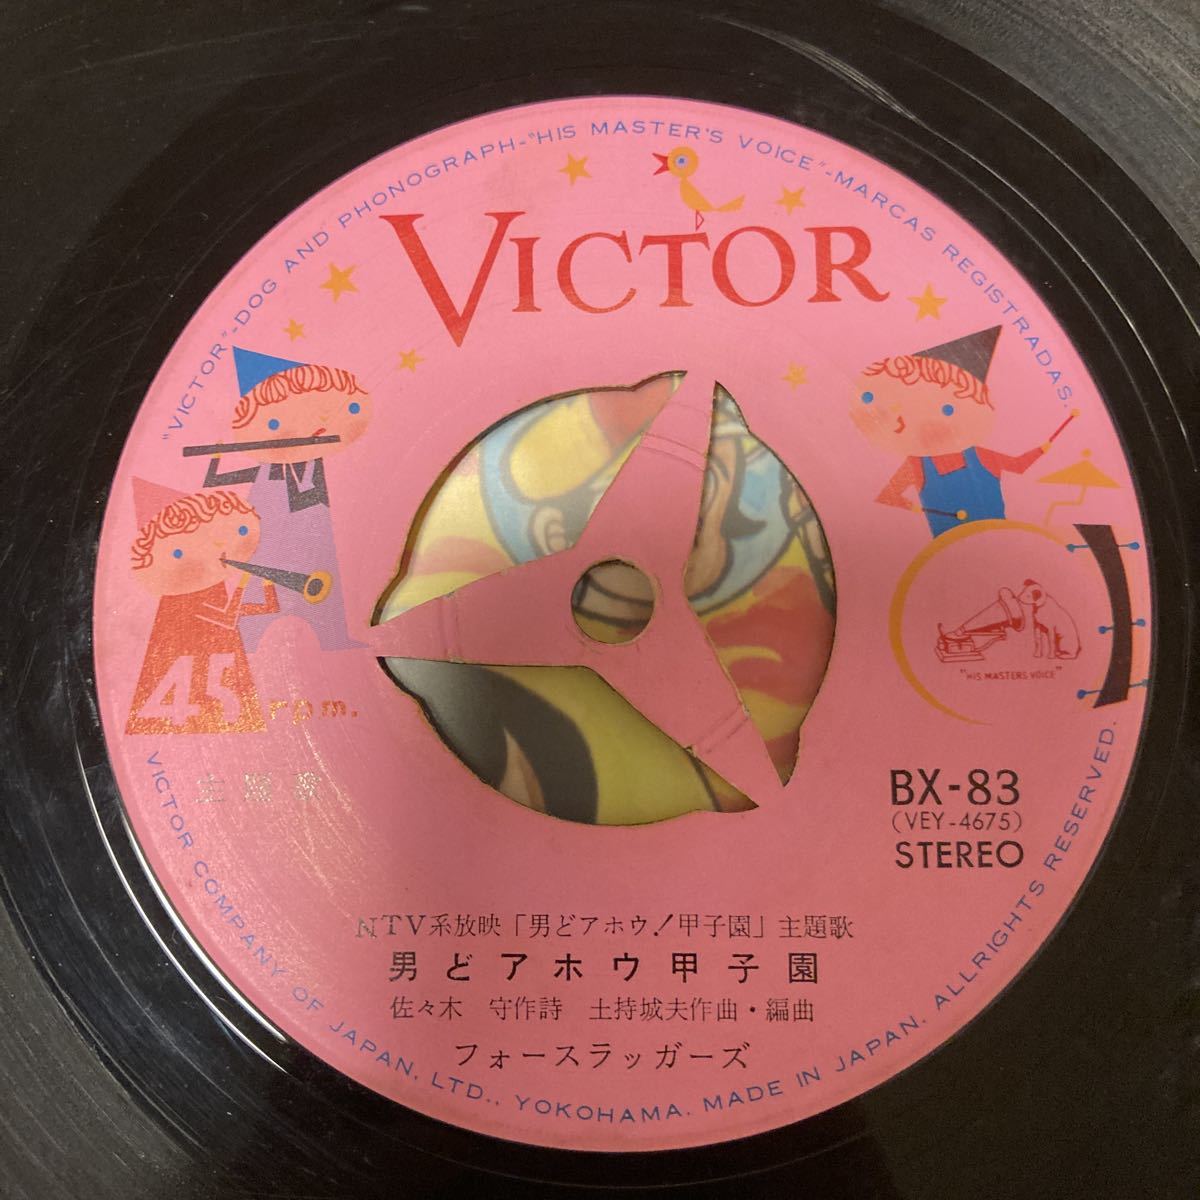 "VICTOR"-DOG AND PHONOGRAPH-"HIS MASTER'S VOICE"-MARCAS REGISTRADAS.
VICTOR
"HIS MASTERS VOICE"
45 rpm.
主題歌
BX-83
(VEY-4675)
STEREO
NTV系放映「男どアホウ!甲子園」主題歌
男どアホウ甲子園
佐々木 守作詩 土持城夫作曲・編曲
フォースラッガーズ
VICTOR COMPANY OF JAPAN, LTD., YOKOHAMA. MADE IN JAPAN. ALLRIGHTS RESERVED.